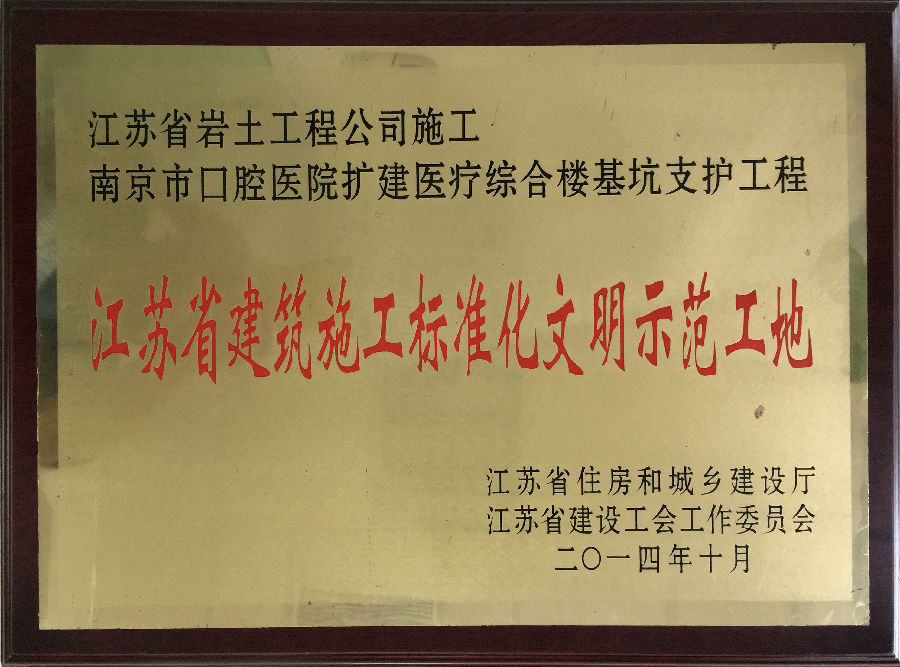 江苏省岩土工程公司施工
南京市口腔医院扩建医疗综合楼基坑支护工程
江苏省建筑施工标准化文明示范工地
江苏省住房和城乡建设厅
江苏省建设工会工作委员会
二〇一四年十月